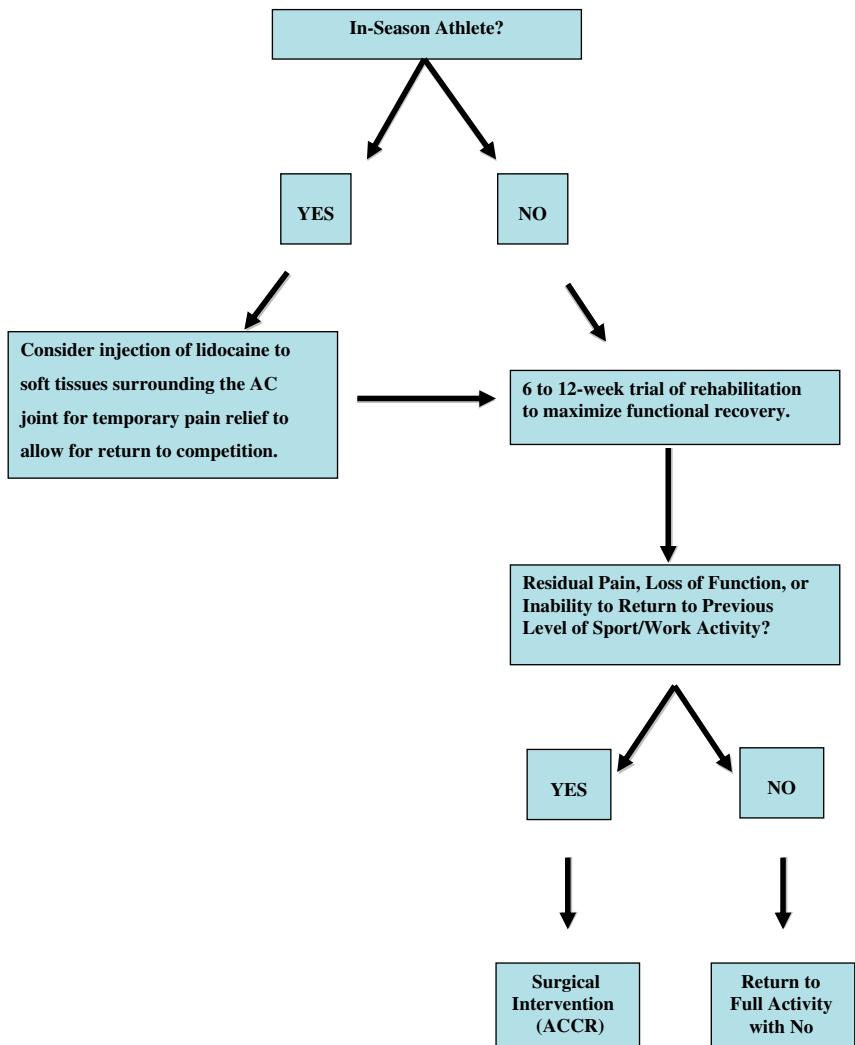 In-Season Athlete?
YES
NO
Consider injection of lidocaine to
soft tissues surrounding the AC
joint for temporary pain relief to
allow for return to competition.
6 to 12-week trial of rehabilitation
to maximize functional recovery.
Residual Pain, Loss of Function, or
Inability to Return to Previous
Level of Sport/Work Activity?
YES
NO
Surgical
Intervention
(ACCR)
Return to
Full Activity
with No